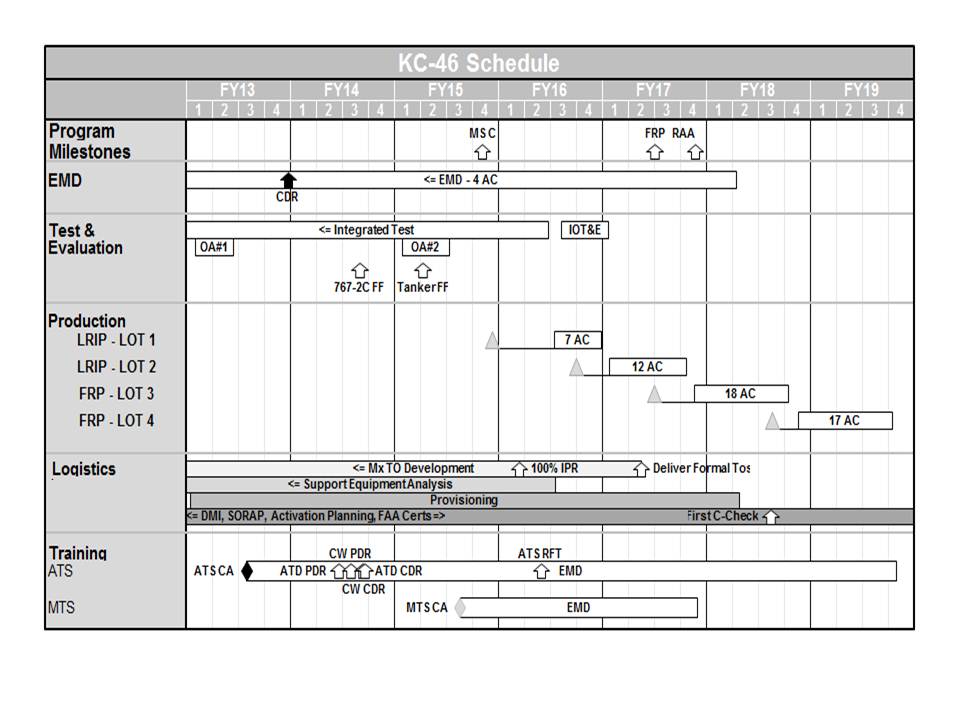 KC-46 Schedule
FY13 FY14 FY15 FY16 FY17 FY18 FY19
1 2 3 4 1 2 3 4 1 2 3 4 1 2 3 4 1 2 3 4 1 2 3 4 1 2 3 4
Program Milestones
MSC FRP RAA
EMD
<= EMD - 4 AC
CDR
Test & Evaluation
<= Integrated Test IOT&E
OA#1 OA#2
767-2C FF Tanker FF
Production
LRIP - LOT 1 7 AC
LRIP - LOT 2 12 AC
FRP - LOT 3 18 AC
FRP - LOT 4 17 AC
Logistics
<= Mx TO Development 100% IPR Deliver Formal Tos
<= Support Equipment Analysis
Provisioning
<= DMI, SORAP, Activation Planning, FAA Certs => First C-Check
Training
CW PDR ATS RFT
ATS ATS CA ATD PDR ATD CDR EMD
CW CDR
MTS MTS CA EMD